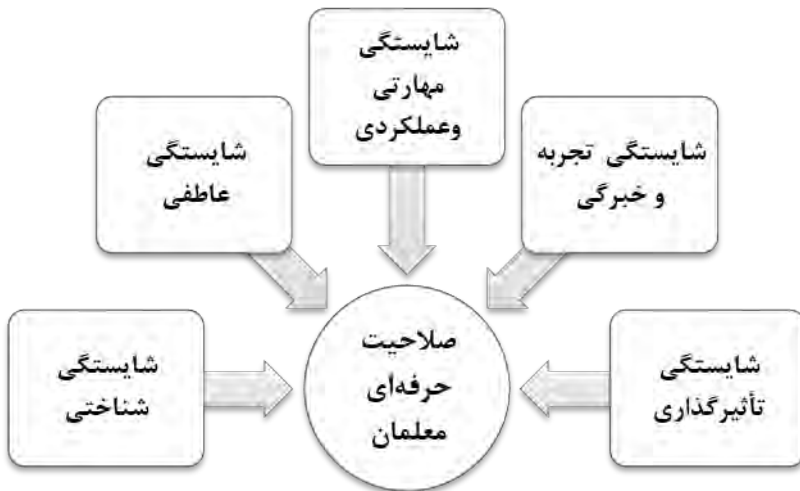 شایستگی
مهارتی
وعملکردی
شایستگی تجربه
و خبرگی
شایستگی
عاطفی
شایستگی
تأثیرگذاری
صلاحیت
حرفه‌ای
معلمان
شایستگی
شناختی